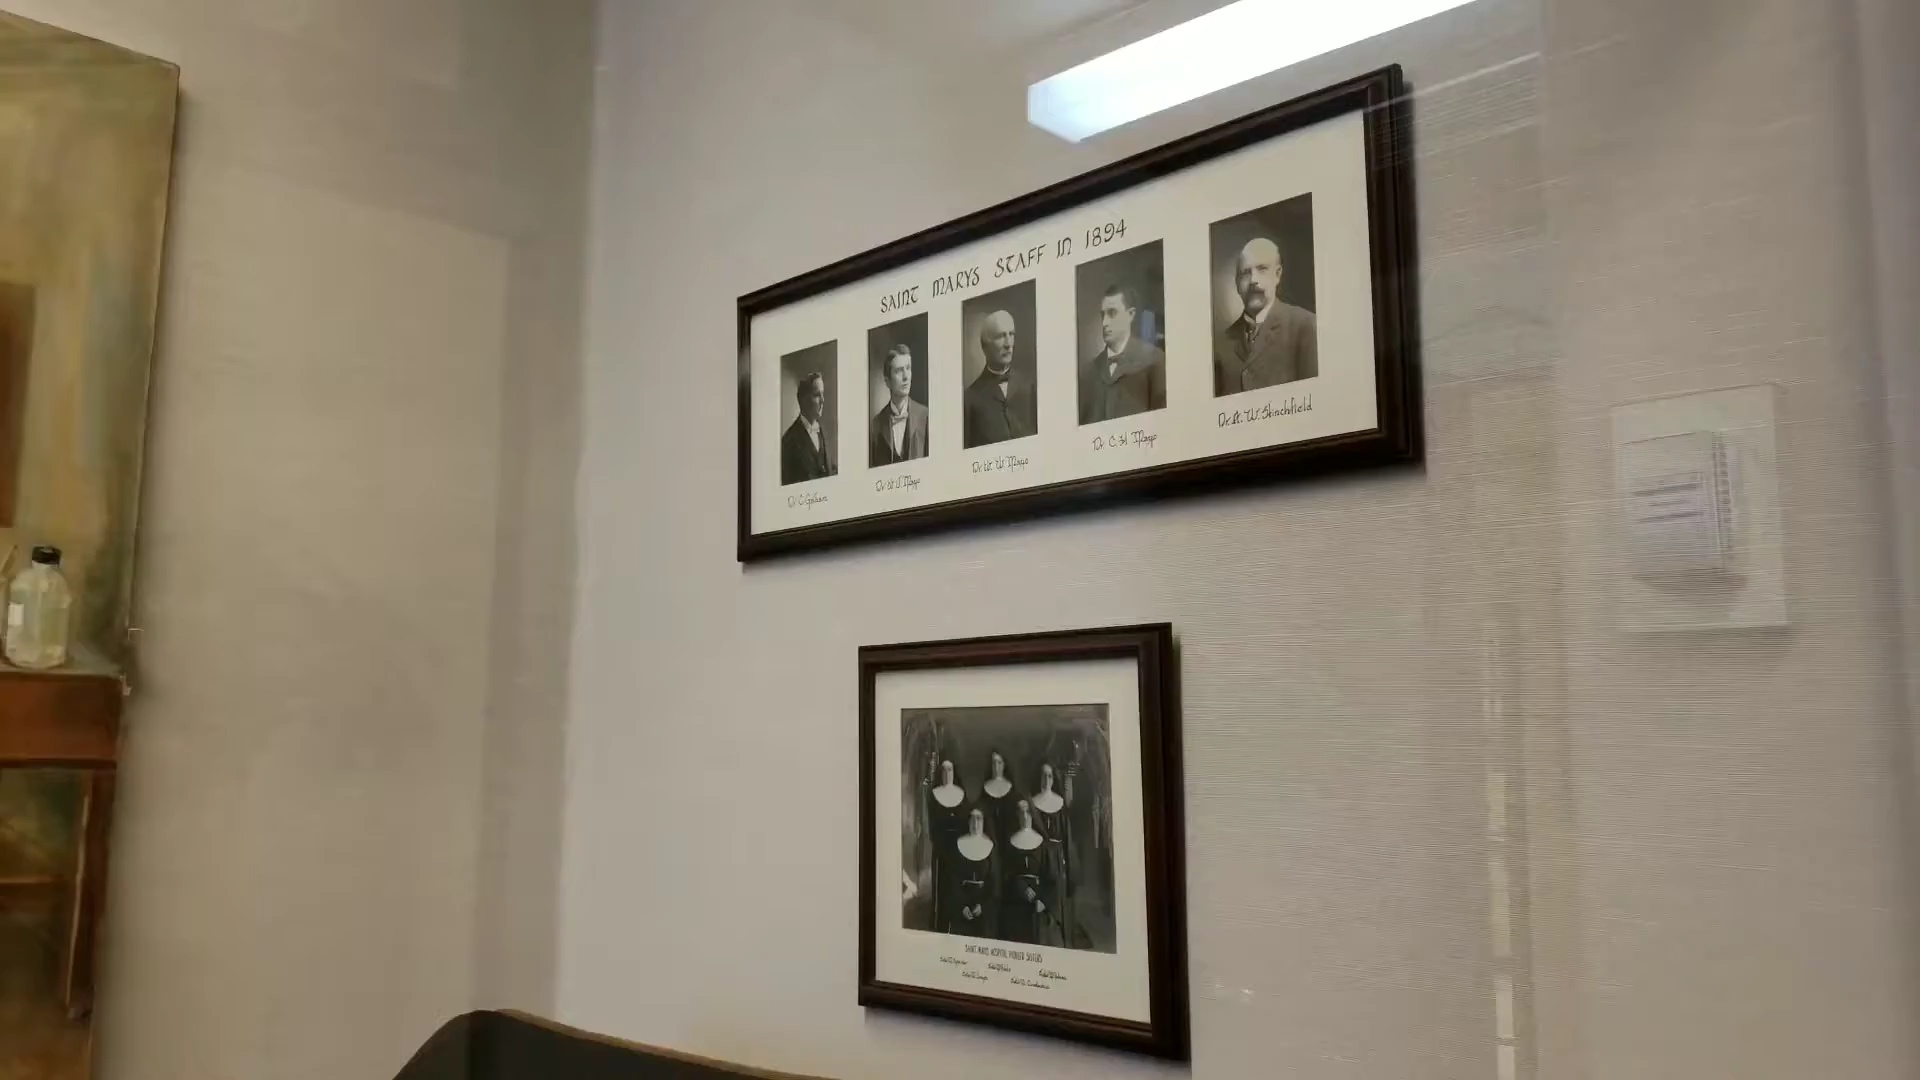 SAINT MARYS STAFF IN 1894
Dr. C. Graham
Dr. W. J. Mayo
Dr. W. W. Mayo
Dr. C. H. Mayo
Dr. A. W. Stinchfield
SAINT MARYS HOSPITAL PIONEER SISTERS